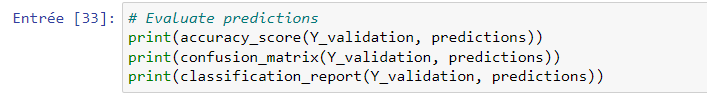 Entrée [33]: # Evaluate predictions
print(accuracy_score(Y_validation, predictions))
print(confusion_matrix(Y_validation, predictions))
print(classification_report(Y_validation, predictions))